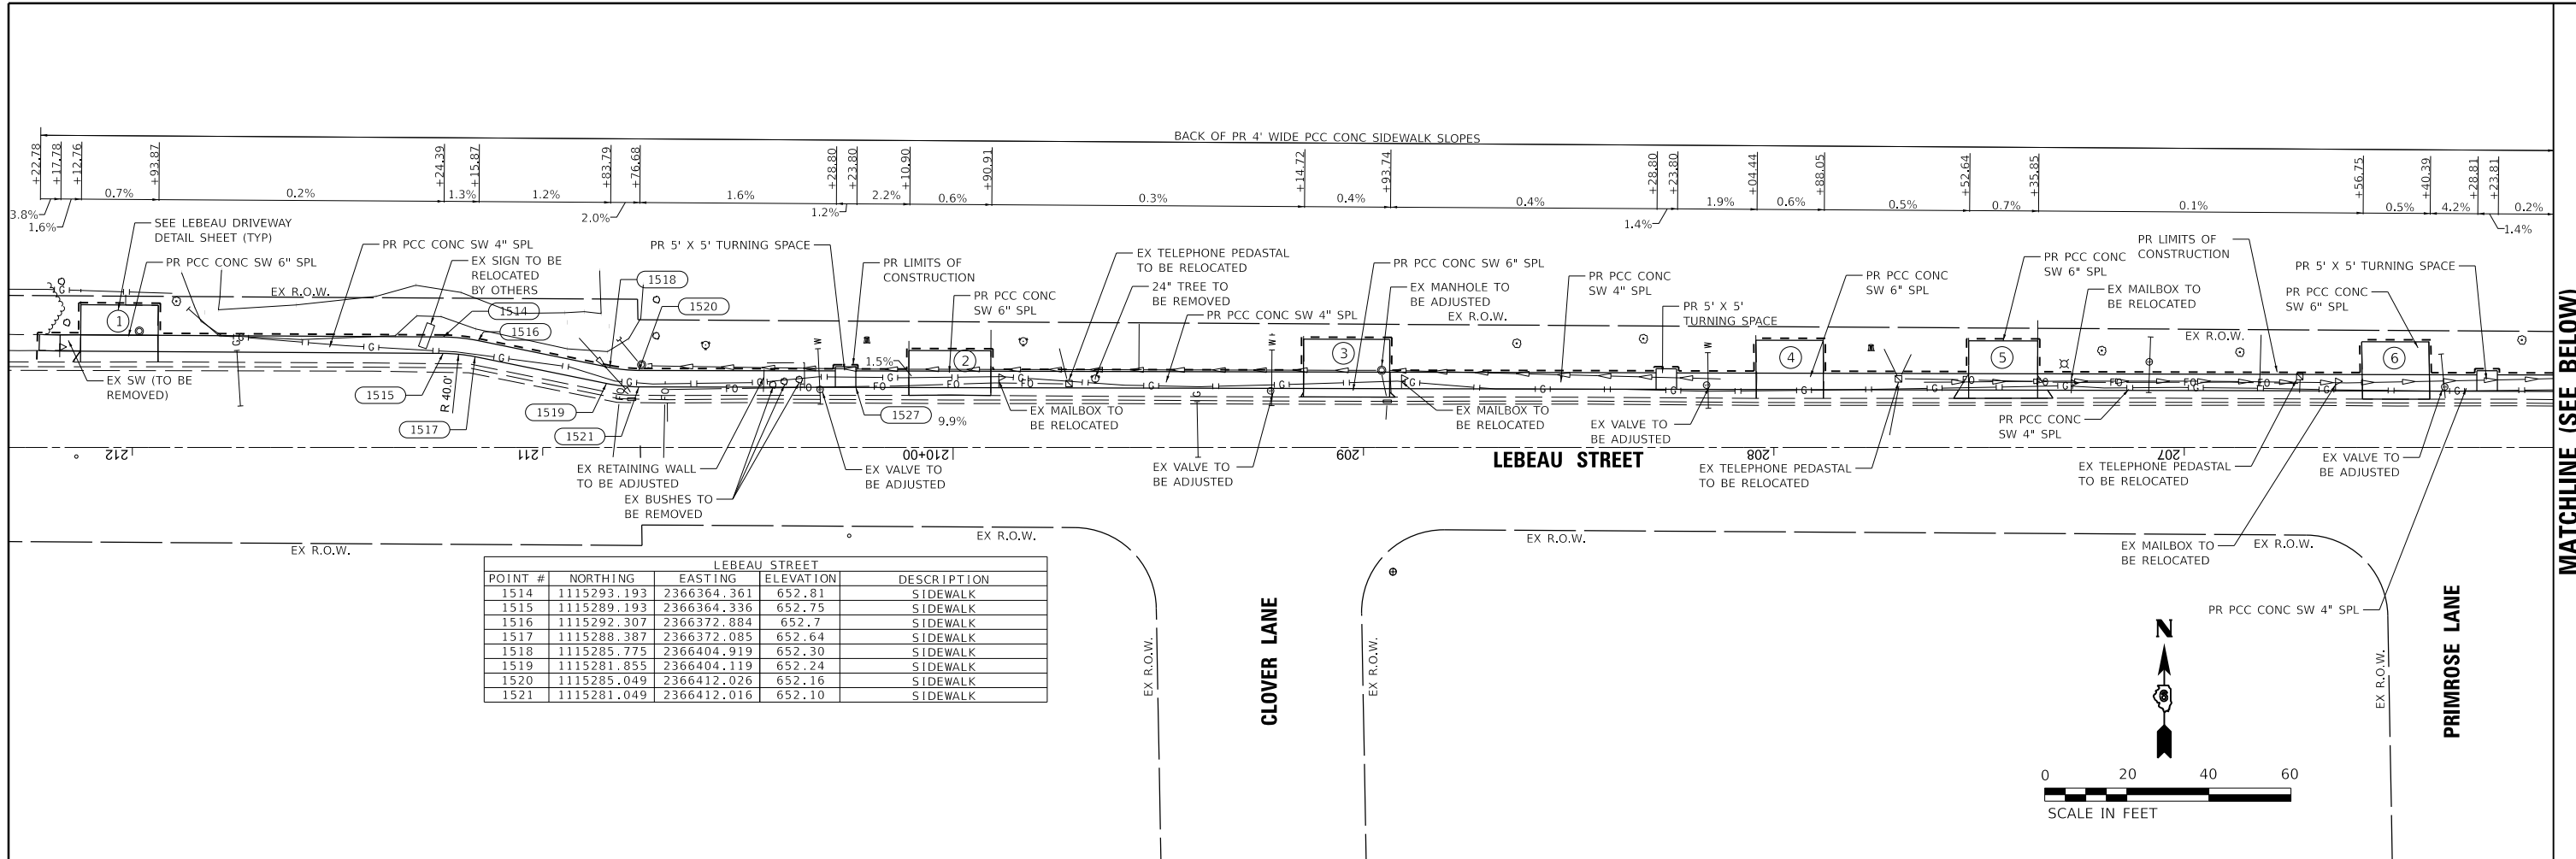 BACK OF PR 4' WIDE PCC CONC SIDEWALK SLOPES
+22.78
+17.78
+12.76
+93.87
+24.39
+15.87
+83.79
+76.68
+28.80
+23.80
+10.90
+90.91
+14.72
+93.74
+28.80
+23.80
+04.44
+88.05
+52.64
+35.85
+56.75
+40.39
+28.81
+23.81
3.8%
1.6%
0.7%
0.2%
1.3%
1.2%
2.0%
1.6%
1.2%
2.2%
0.6%
0.3%
0.4%
0.4%
1.4%
1.9%
0.6%
0.5%
0.7%
0.1%
0.5%
4.2%
1.4%
0.2%
SEE LEBEAU DRIVEWAY
DETAIL SHEET (TYP)
PR PCC CONC SW 6" SPL
EX R.O.W.
PR PCC CONC SW 4" SPL
EX SIGN TO BE
RELOCATED
BY OTHERS
1514
1516
1518
1520
PR 5' X 5' TURNING SPACE
PR LIMITS OF
CONSTRUCTION
PR PCC CONC
SW 6" SPL
EX TELEPHONE PEDASTAL
TO BE RELOCATED
24" TREE TO
BE REMOVED
PR PCC CONC SW 4" SPL
PR PCC CONC SW 6" SPL
EX MANHOLE TO
BE ADJUSTED
EX R.O.W.
PR PCC CONC
SW 4" SPL
PR 5' X 5'
TURNING SPACE
PR PCC CONC
SW 6" SPL
PR PCC CONC
SW 6" SPL
EX MAILBOX TO
BE RELOCATED
PR LIMITS OF
CONSTRUCTION
EX R.O.W.
PR 5' X 5' TURNING SPACE
PR PCC CONC
SW 6" SPL
1
2
3
4
5
6
1.5%
EX SW (TO BE
REMOVED)
1515
R 40.0'
1517
1519
1521
1527
9.9%
EX MAILBOX TO
BE RELOCATED
EX MAILBOX TO
BE RELOCATED
EX VALVE TO
BE ADJUSTED
PR PCC CONC
SW 4" SPL
212
211
210+00
209
208
207
LEBEAU STREET
EX RETAINING WALL
TO BE ADJUSTED
EX BUSHES TO
BE REMOVED
EX VALVE TO
BE ADJUSTED
EX VALVE TO
BE ADJUSTED
EX TELEPHONE PEDASTAL
TO BE RELOCATED
EX TELEPHONE PEDASTAL
TO BE RELOCATED
EX VALVE TO
BE ADJUSTED
EX R.O.W.
EX R.O.W.
EX R.O.W.
EX MAILBOX TO
BE RELOCATED
EX R.O.W.
PR PCC CONC SW 4" SPL
LEBEAU STREET
POINT # NORTHING EASTING ELEVATION DESCRIPTION
1514 1115293.193 2366364.361 652.81 SIDEWALK
1515 1115289.193 2366364.336 652.75 SIDEWALK
1516 1115292.307 2366372.884 652.7 SIDEWALK
1517 1115288.387 2366372.085 652.64 SIDEWALK
1518 1115285.775 2366404.919 652.30 SIDEWALK
1519 1115281.855 2366404.119 652.24 SIDEWALK
1520 1115285.049 2366412.026 652.16 SIDEWALK
1521 1115281.049 2366412.016 652.10 SIDEWALK
EX R.O.W.
CLOVER LANE
EX R.O.W.
EX R.O.W.
PRIMROSE LANE
MATCHLINE (SEE BELOW)
N
0 20 40 60
SCALE IN FEET